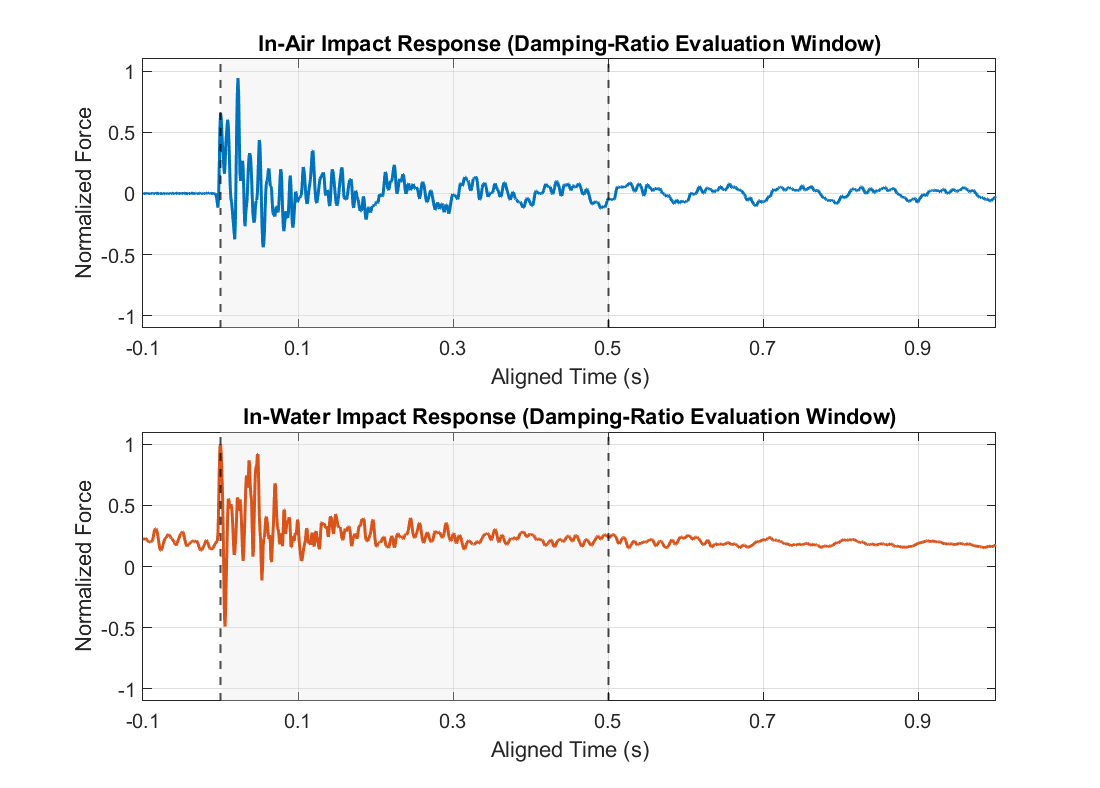 In-Air Impact Response (Damping-Ratio Evaluation Window)
Normalized Force
1
0.5
0
-0.5
-1
-0.1 0.1 0.3 0.5 0.7 0.9
Aligned Time (s)
In-Water Impact Response (Damping-Ratio Evaluation Window)
Normalized Force
1
0.5
0
-0.5
-1
-0.1 0.1 0.3 0.5 0.7 0.9
Aligned Time (s)